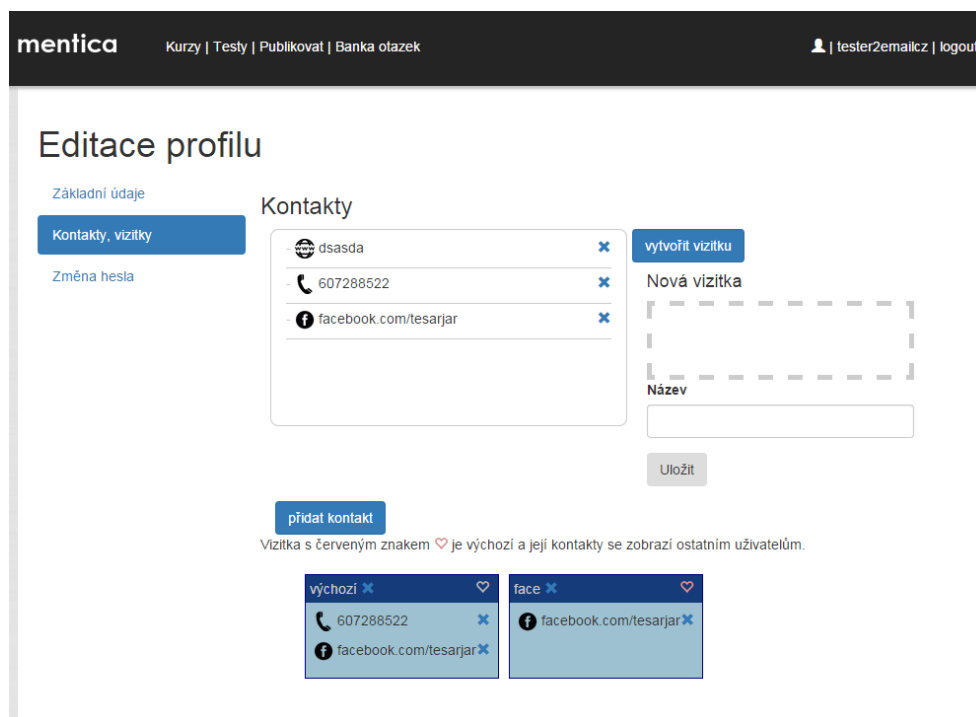 mentica
Kurzy | Testy | Publikovat | Banka otazek
| tester2emailcz | logout
Editace profilu
Základní údaje
Kontakty, vizitky
Změna hesla
Kontakty
- dsasda
- 607288522
- facebook.com/tesarjar
vytvořit vizitku
Nová vizitka
Název
Uložit
přidat kontakt
Vizitka s červeným znakem ♡ je výchozí a její kontakty se zobrazí ostatním uživatelům.
výchozí
607288522
facebook.com/tesarjar
face
facebook.com/tesarjar